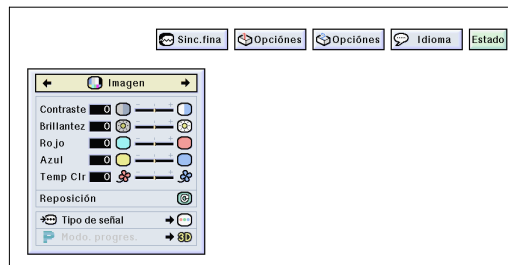 Sinc.fina Opciónes Opciónes Idioma Estado
Imagen
Contraste 0
Brillantez 0
Rojo 0
Azul 0
Temp Clr 0
Reposición
Tipo de señal
P Modo. progres. 3D